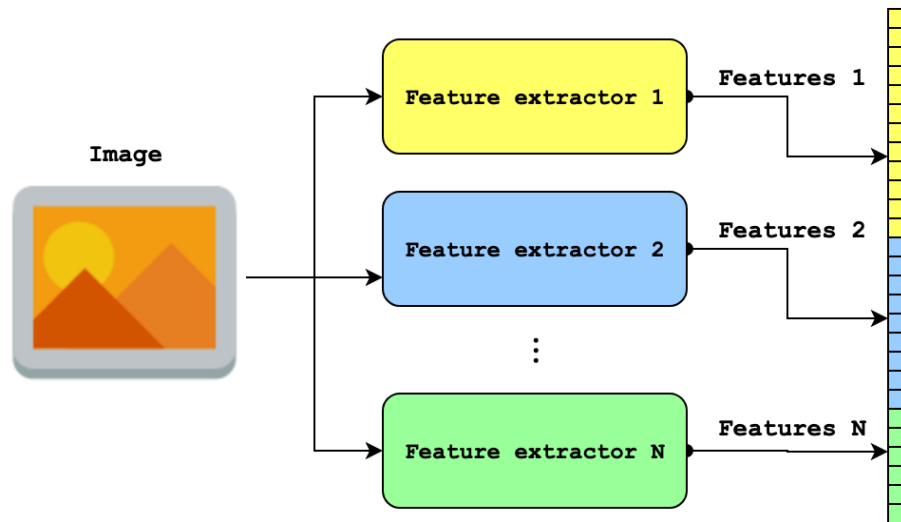 Image
Feature extractor 1
Features 1
Feature extractor 2
Features 2
⋮
Feature extractor N
Features N